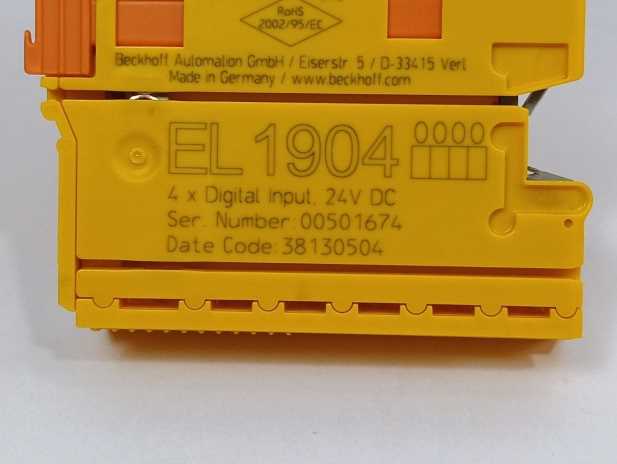 RoHS
2002/95/EC
Beckhoff Automation GmbH / Eiserstr. 5 / D-33415 Verl
Made in Germany / www.beckhoff.com
EL 1904 0000
4 x Digital Input, 24V DC
Ser. Number: 00501674
Date Code: 38130504